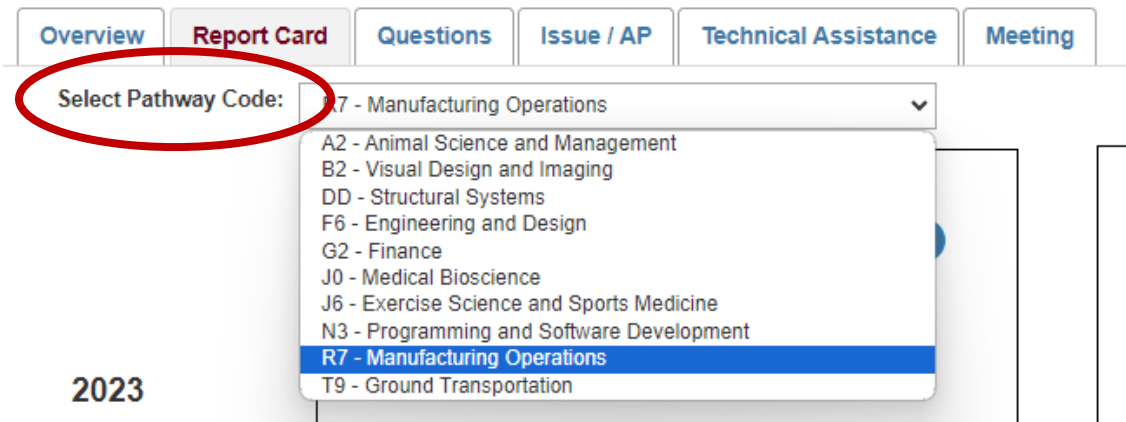 Overview Report Card Questions Issue / AP Technical Assistance Meeting
Select Pathway Code: R7 - Manufacturing Operations
A2 - Animal Science and Management
B2 - Visual Design and Imaging
DD - Structural Systems
F6 - Engineering and Design
G2 - Finance
J0 - Medical Bioscience
J6 - Exercise Science and Sports Medicine
N3 - Programming and Software Development
R7 - Manufacturing Operations
T9 - Ground Transportation
2023